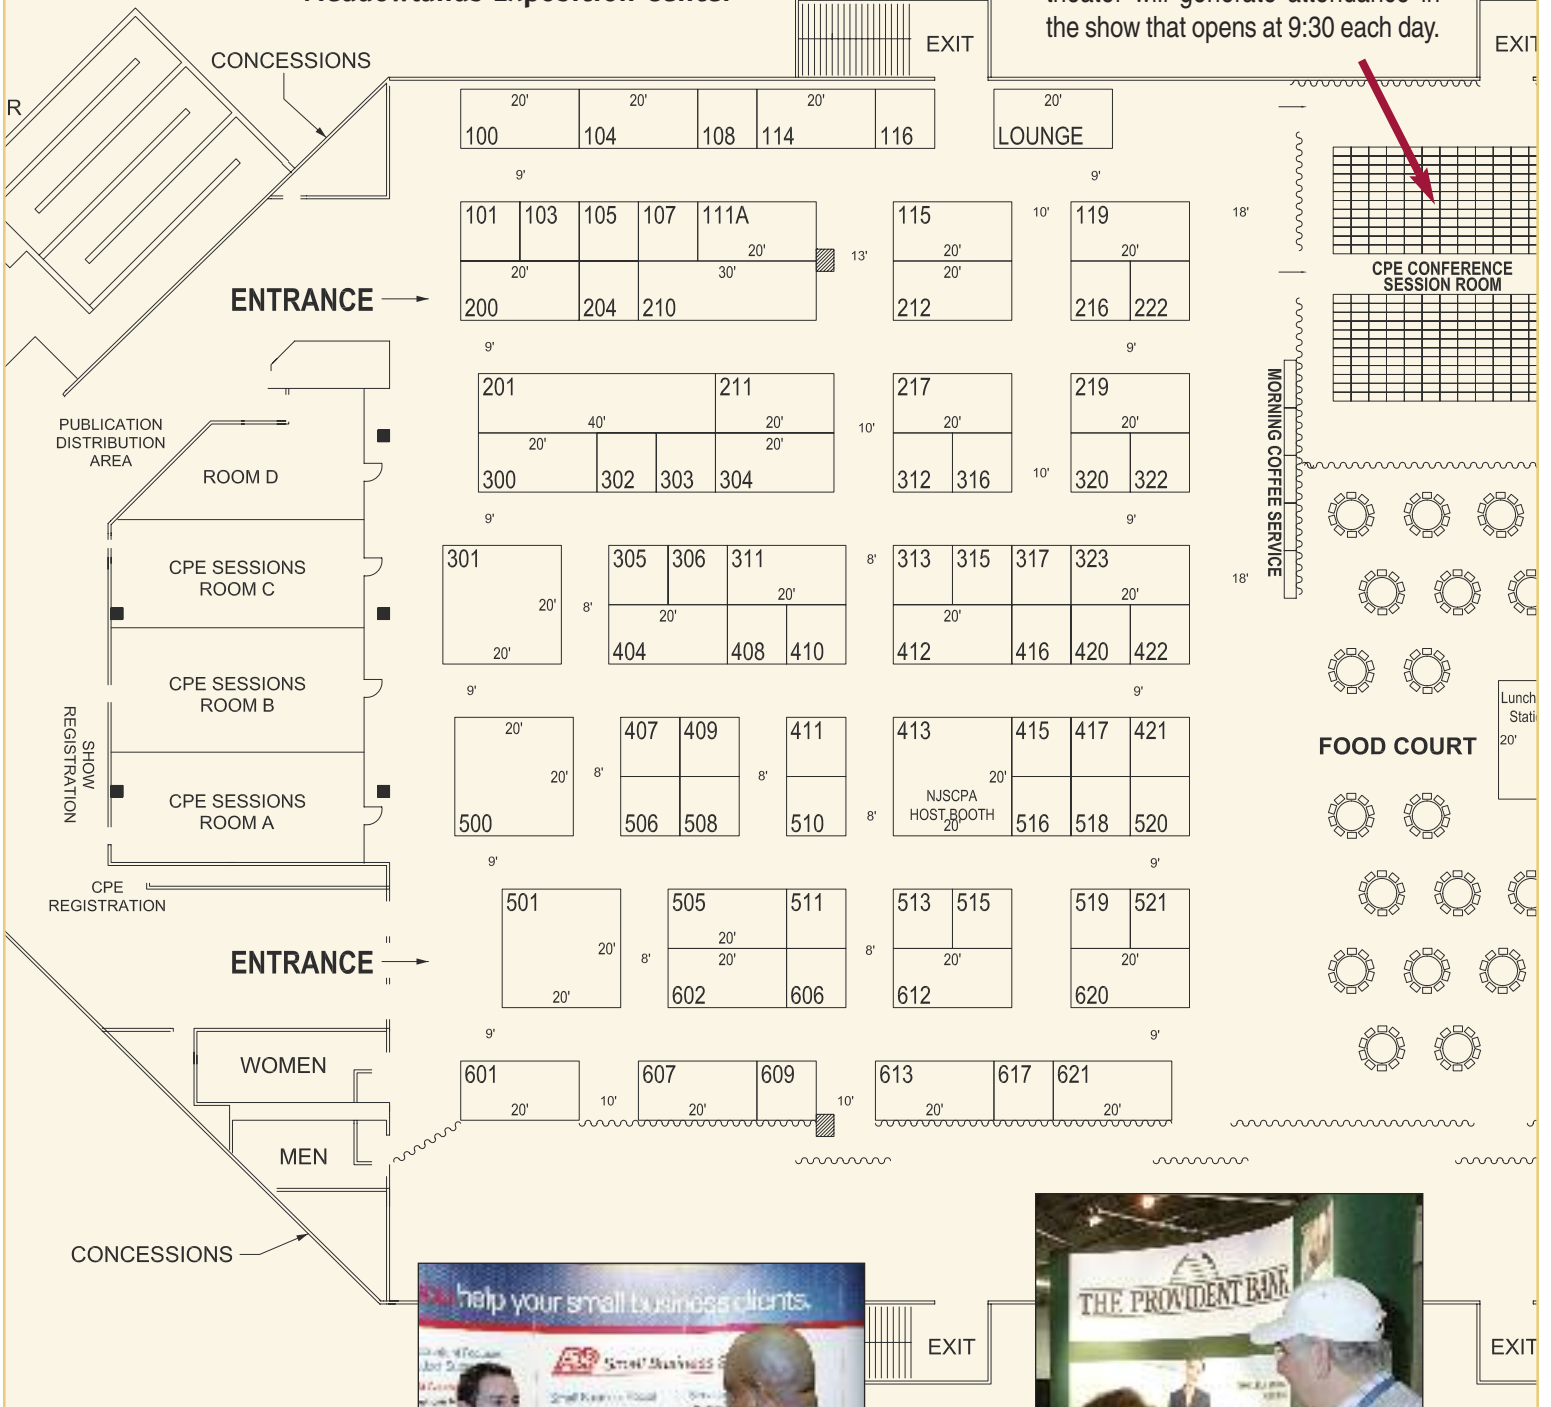 Meadowlands Exposition Center
theater will generate attendance in
the show that opens at 9:30 each day.
EXIT
EXIT
CONCESSIONS
R
20' 20' 20' 20'
100 104 108 114 116 LOUNGE
9' 9'
101 103 105 107 111A 115 10' 119 18'
20' 13' 20' 20'
20' 30' 20'
CPE CONFERENCE
SESSION ROOM
ENTRANCE
200 204 210 212 216 222
9' 9'
201 211 217 219
40' 20' 10' 20' 20'
20' 20'
300 302 303 304 312 316 10' 320 322
MORNING COFFEE SERVICE
PUBLICATION
DISTRIBUTION
AREA
ROOM D
9' 9'
301 305 306 311 8' 313 315 317 323
20' 8' 20' 20' 18'
20' 20'
20' 404 408 410 412 416 420 422
CPE SESSIONS
ROOM C
9' 9'
CPE SESSIONS
ROOM B
SHOW
REGISTRATION
20' 407 409 411 413 415 417 421
20' 8' 8' 20'
NJSCPA
HOST BOOTH
20'
500 506 508 510 8' 516 518 520
FOOD COURT
Lunch
20'
CPE SESSIONS
ROOM A
9' 9'
CPE
REGISTRATION
501 505 511 513 515 519 521
20' 8' 20' 8'
20' 20' 20'
20' 602 606 612 620
ENTRANCE
9' 9'
WOMEN
601 607 609 613 617 621
20' 10' 20' 10' 20' 20'
MEN
CONCESSIONS
help your small business clients.
ADP Small Business
THE PROVIDENT BANK
EXIT
EXIT